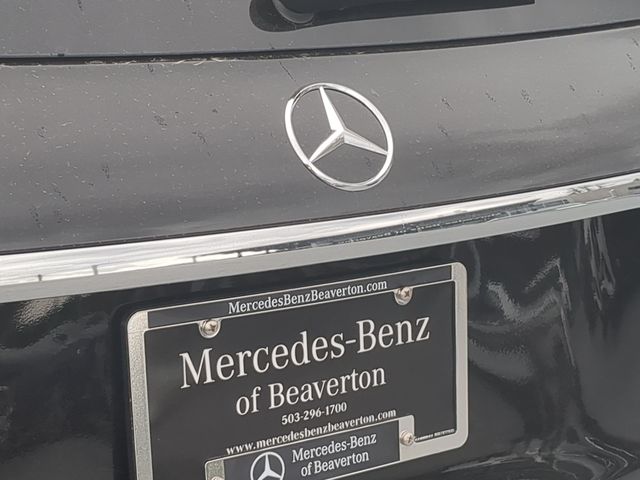 MercedesBenzBeaverton.com
Mercedes-Benz
of Beaverton
503-296-1700
www.mercedesbenzbeaverton.com
Mercedes-Benz
of Beaverton